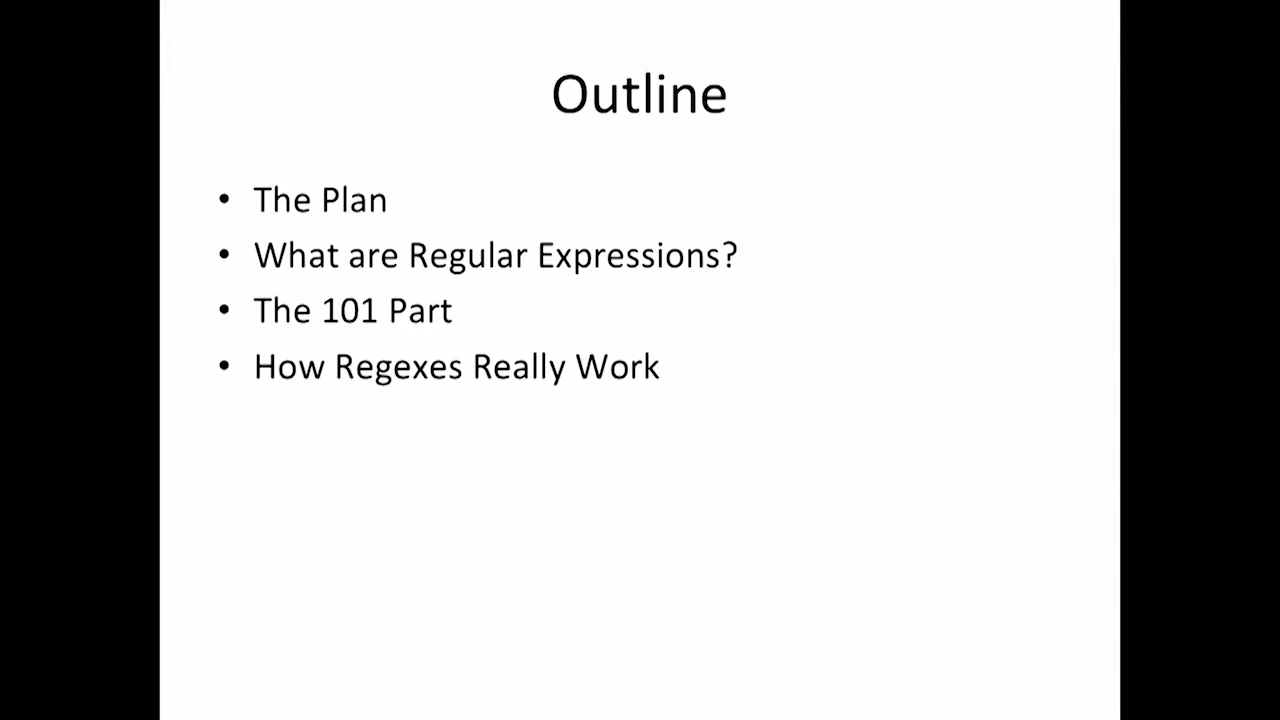 Outline
• The Plan
• What are Regular Expressions?
• The 101 Part
• How Regexes Really Work